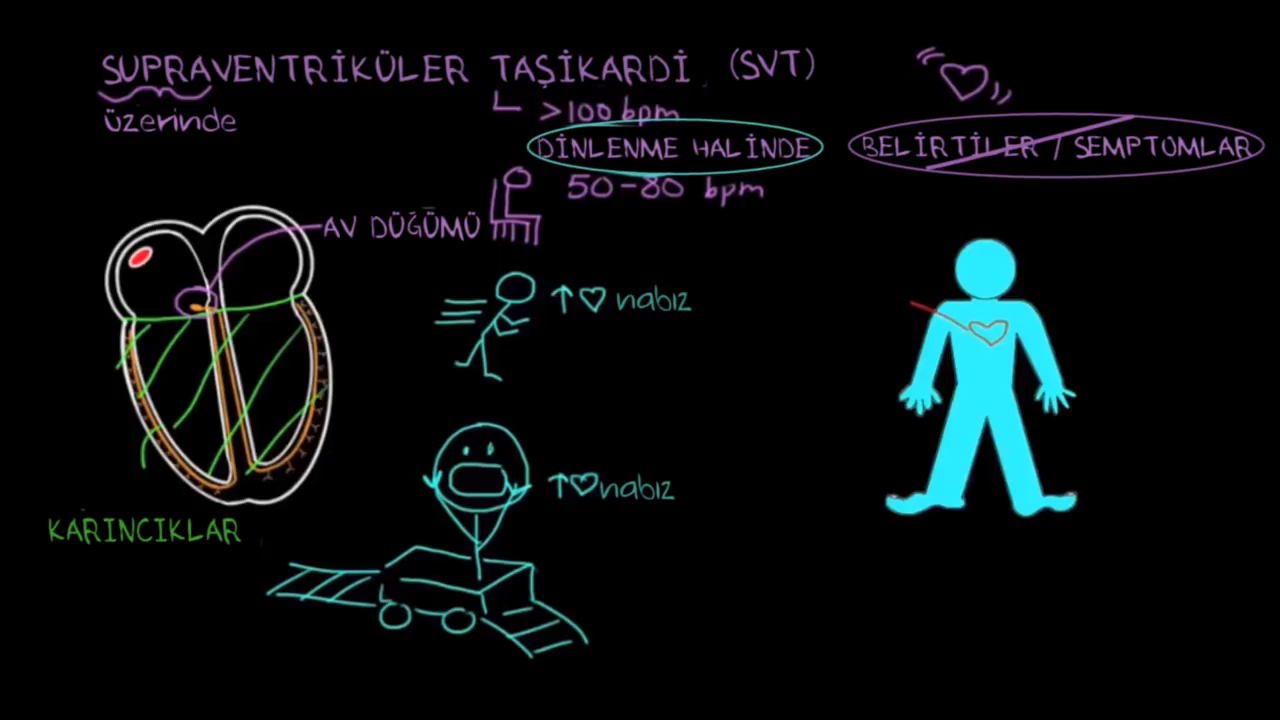 SUPRAVENTRİKÜLER TAŞİKARDİ (SVT)
üzerinde
>100 bpm
DİNLENME HALİNDE
BELİRTİLER / SEMPTOMLAR
50-80 bpm
AV DÜĞÜMÜ
↑♡ nabız
↑♡ nabız
KARINCIKLAR